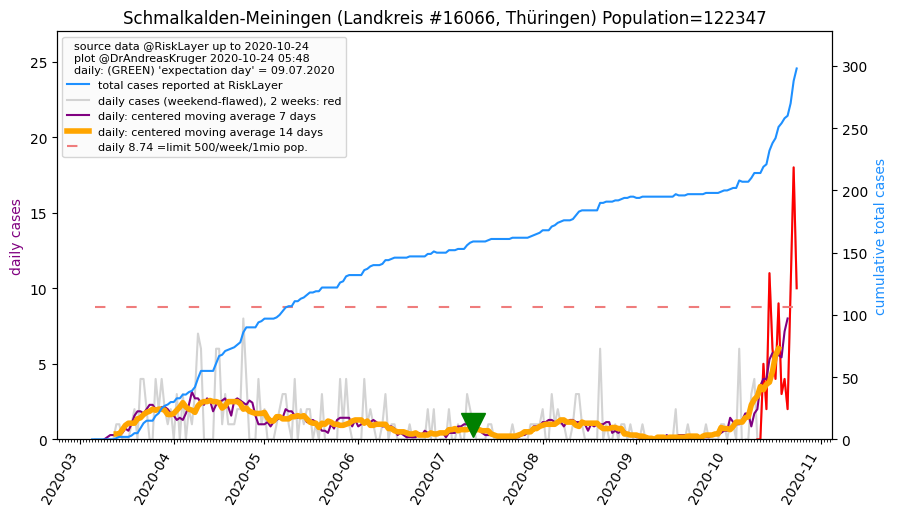 Schmalkalden-Meiningen (Landkreis #16066, Thüringen) Population=122347
source data @RiskLayer up to 2020-10-24
plot @DrAndreasKruger 2020-10-24 05:48
daily: (GREEN) 'expectation day' = 09.07.2020
total cases reported at RiskLayer
daily cases (weekend-flawed), 2 weeks: red
daily: centered moving average 7 days
daily: centered moving average 14 days
daily 8.74 =limit 500/week/1mio pop.
daily cases
25
20
15
10
5
0
cumulative total cases
300
250
200
150
100
50
0
2020-03
2020-04
2020-05
2020-06
2020-07
2020-08
2020-09
2020-10
2020-11